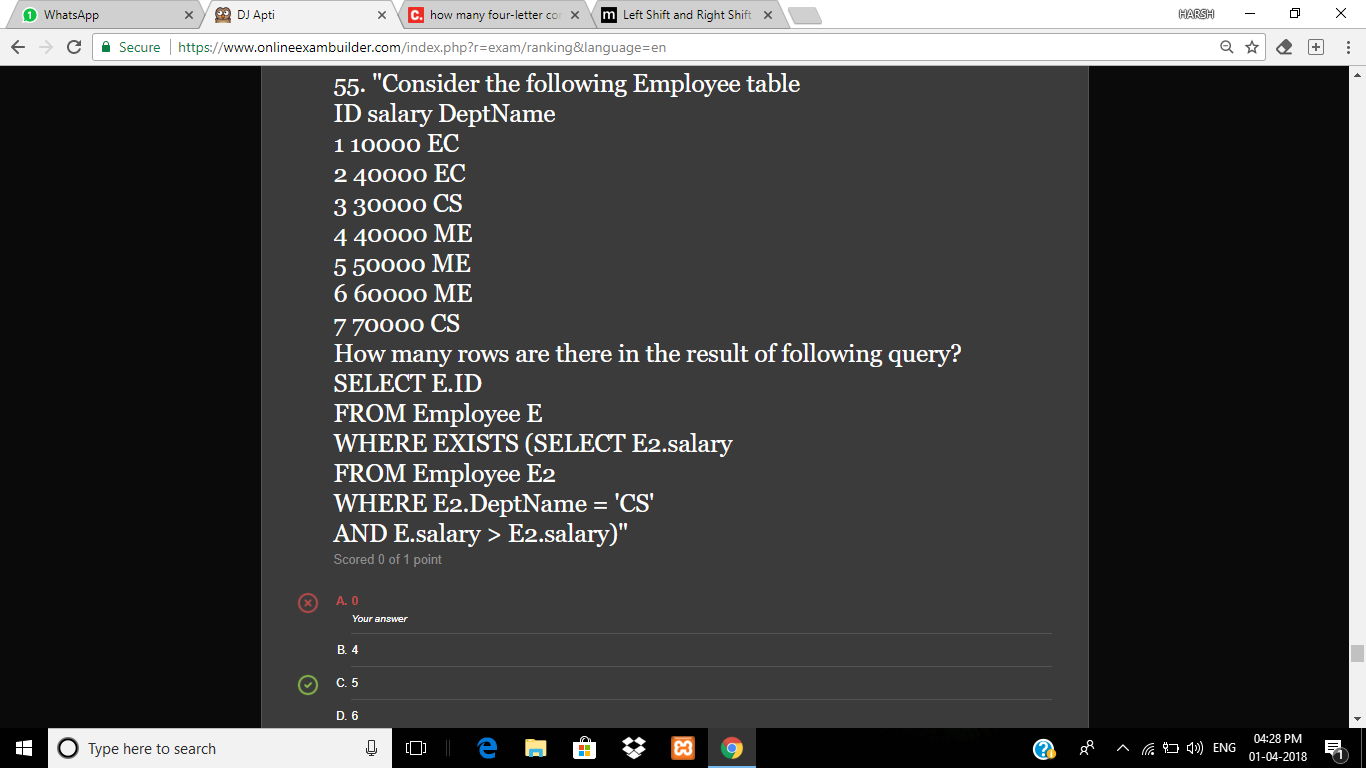 WhatsApp
DJ Apti
how many four-letter co
Left Shift and Right Shift
HARSH
Secure
https://www.onlineexambuilder.com/index.php?r=exam/ranking&language=en
55. "Consider the following Employee table
ID salary DeptName
1 10000 EC
2 40000 EC
3 30000 CS
4 40000 ME
5 50000 ME
6 60000 ME
7 70000 CS
How many rows are there in the result of following query?
SELECT E.ID
FROM Employee E
WHERE EXISTS (SELECT E2.salary
FROM Employee E2
WHERE E2.DeptName = 'CS'
AND E.salary > E2.salary)"
Scored 0 of 1 point
A. 0
Your answer
B. 4
C. 5
D. 6
Type here to search
ENG
04:28 PM
01-04-2018
1